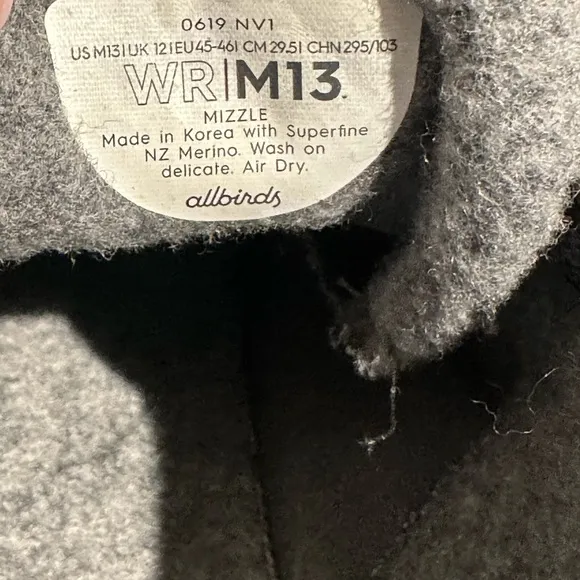 0619 NV1
US M13 | UK 12 | EU 45-46 | CM 29.5 | CHN 295/103
WR|M13.
MIZZLE
Made in Korea with Superfine
NZ Merino. Wash on
delicate. Air Dry.
allbirds